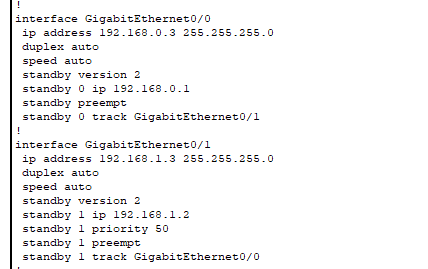 !
interface GigabitEthernet0/0
 ip address 192.168.0.3 255.255.255.0
 duplex auto
 speed auto
 standby version 2
 standby 0 ip 192.168.0.1
 standby preempt
 standby 0 track GigabitEthernet0/1
!
interface GigabitEthernet0/1
 ip address 192.168.1.3 255.255.255.0
 duplex auto
 speed auto
 standby version 2
 standby 1 ip 192.168.1.2
 standby 1 priority 50
 standby 1 preempt
 standby 1 track GigabitEthernet0/0